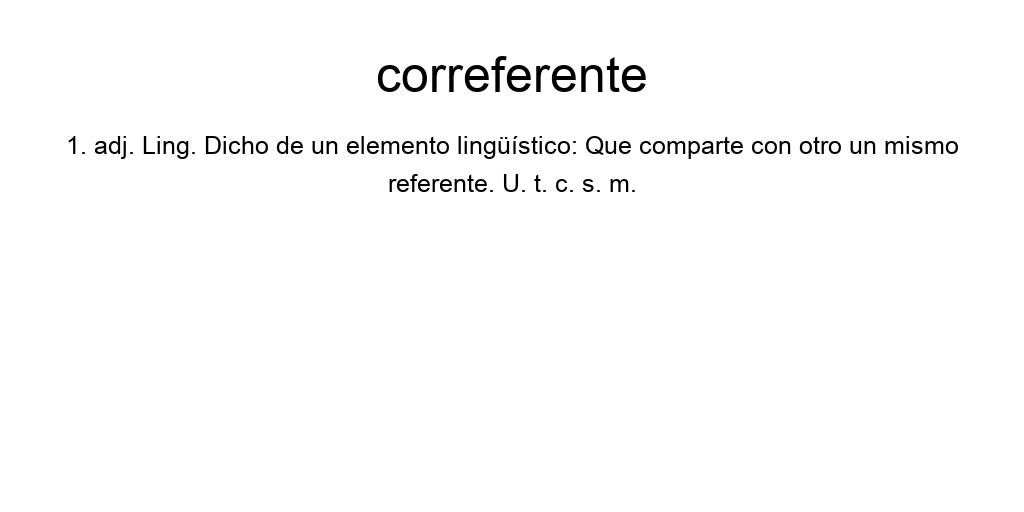 correferente
1. adj. Ling. Dicho de un elemento lingüístico: Que comparte con otro un mismo
referente. U. t. c. s. m.